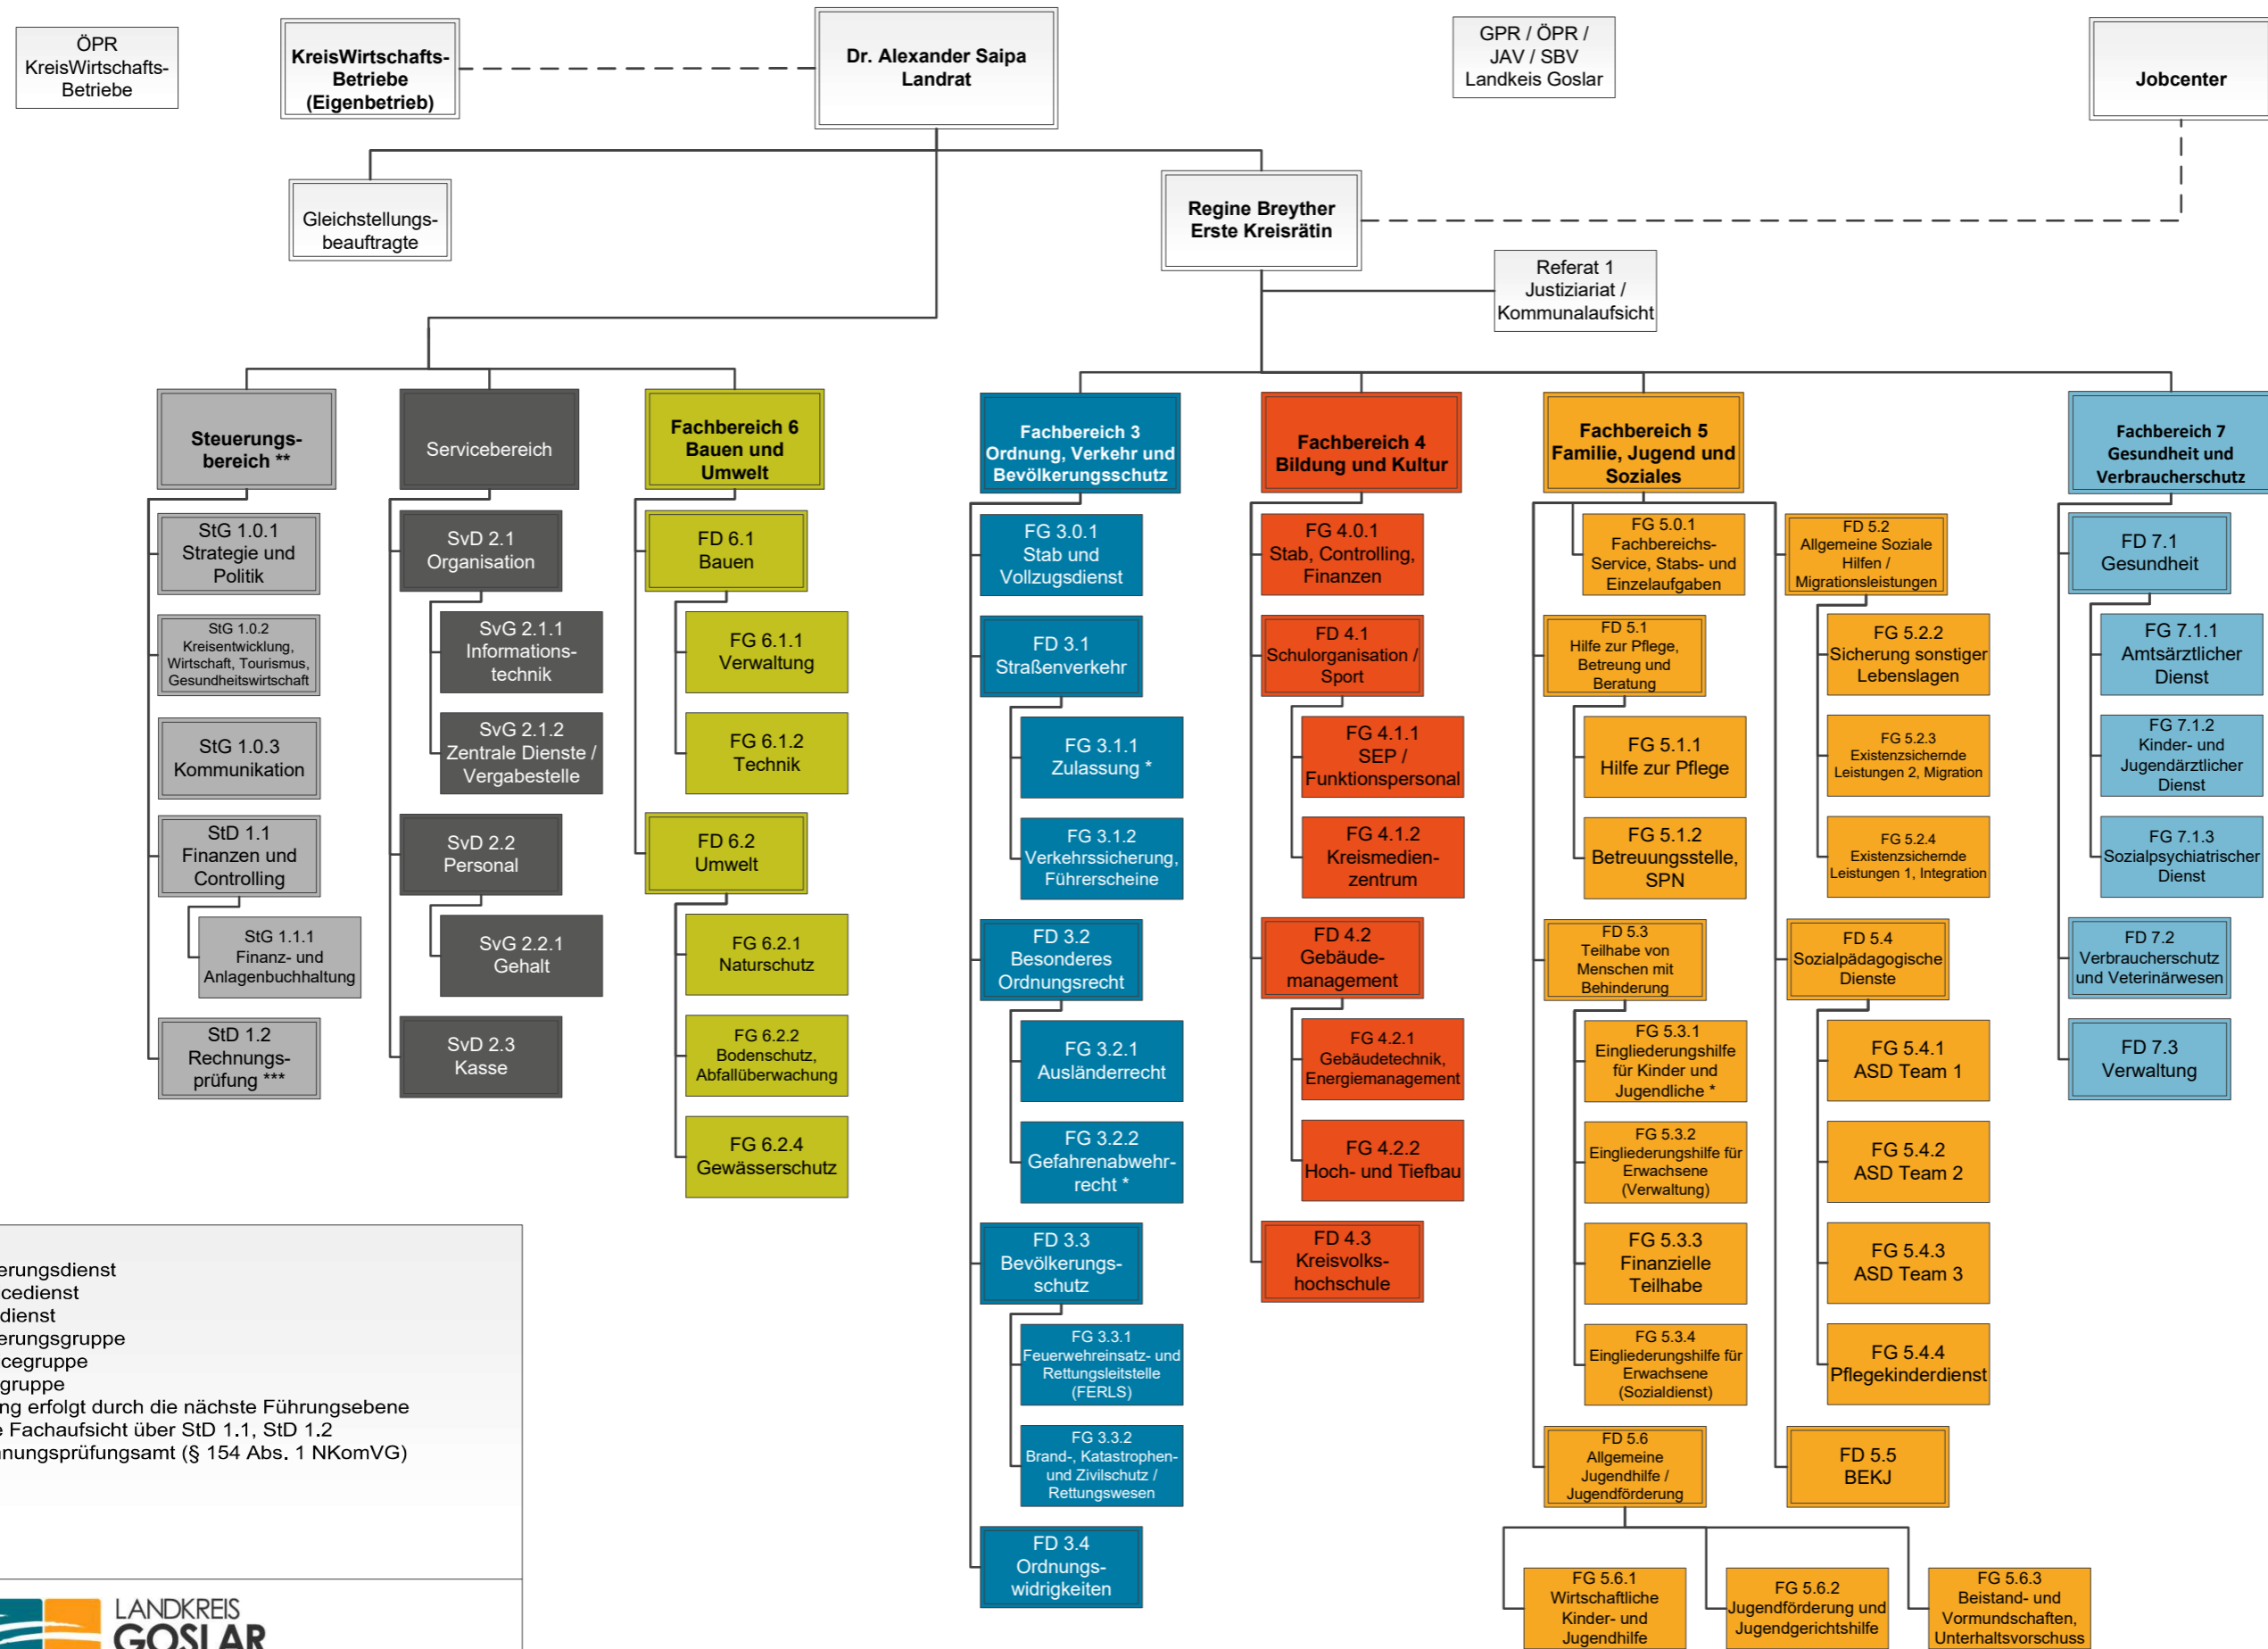 ÖPR
KreisWirtschafts-
Betriebe
KreisWirtschafts-
Betriebe
(Eigenbetrieb)
Dr. Alexander Saipa
Landrat
GPR / ÖPR /
JAV / SBV
Landkeis Goslar
Jobcenter
Gleichstellungs-
beauftragte
Regine Breyther
Erste Kreisrätin
Referat 1
Justiziariat /
Kommunalaufsicht
Steuerungs-
bereich **
StG 1.0.1
Strategie und
Politik
StG 1.0.2
Kreisentwicklung,
Wirtschaft, Tourismus,
Gesundheitswirtschaft
StG 1.0.3
Kommunikation
StD 1.1
Finanzen und
Controlling
StG 1.1.1
Finanz- und
Anlagenbuchhaltung
StD 1.2
Rechnungs-
prüfung ***
Servicebereich
SvD 2.1
Organisation
SvG 2.1.1
Informations-
technik
SvG 2.1.2
Zentrale Dienste /
Vergabestelle
SvD 2.2
Personal
SvG 2.2.1
Gehalt
SvD 2.3
Kasse
Fachbereich 6
Bauen und
Umwelt
FD 6.1
Bauen
FG 6.1.1
Verwaltung
FG 6.1.2
Technik
FD 6.2
Umwelt
FG 6.2.1
Naturschutz
FG 6.2.2
Bodenschutz,
Abfallüberwachung
FG 6.2.4
Gewässerschutz
Fachbereich 3
Ordnung, Verkehr und
Bevölkerungsschutz
FG 3.0.1
Stab und
Vollzugsdienst
FD 3.1
Straßenverkehr
FG 3.1.1
Zulassung *
FG 3.1.2
Verkehrssicherung,
Führerscheine
FD 3.2
Besonderes
Ordnungsrecht
FG 3.2.1
Ausländerrecht
FG 3.2.2
Gefahrenabwehr-
recht *
FD 3.3
Bevölkerungs-
schutz
FG 3.3.1
Feuerwehreinsatz- und
Rettungsleitstelle
(FERLS)
FG 3.3.2
Brand-, Katastrophen-
und Zivilschutz /
Rettungswesen
FD 3.4
Ordnungs-
widrigkeiten
Fachbereich 4
Bildung und Kultur
FG 4.0.1
Stab, Controlling,
Finanzen
FD 4.1
Schulorganisation /
Sport
FG 4.1.1
SEP /
Funktionspersonal
FG 4.1.2
Kreismedien-
zentrum
FD 4.2
Gebäude-
management
FG 4.2.1
Gebäudetechnik,
Energiemanagement
FG 4.2.2
Hoch- und Tiefbau
FD 4.3
Kreisvolks-
hochschule
Fachbereich 5
Familie, Jugend und
Soziales
FG 5.0.1
Fachbereichs-
Service, Stabs- und
Einzelaufgaben
FD 5.1
Hilfe zur Pflege,
Betreung und
Beratung
FG 5.1.1
Hilfe zur Pflege
FG 5.1.2
Betreuungsstelle,
SPN
FD 5.3
Teilhabe von
Menschen mit
Behinderung
FG 5.3.1
Eingliederungshilfe
für Kinder und
Jugendliche *
FG 5.3.2
Eingliederungshilfe für
Erwachsene
(Verwaltung)
FG 5.3.3
Finanzielle
Teilhabe
FG 5.3.4
Eingliederungshilfe für
Erwachsene
(Sozialdienst)
FD 5.6
Allgemeine
Jugendhilfe /
Jugendförderung
FG 5.6.1
Wirtschaftliche
Kinder- und
Jugendhilfe
FG 5.6.2
Jugendförderung und
Jugendgerichtshilfe
FG 5.6.3
Beistand- und
Vormundschaften,
Unterhaltsvorschuss
FD 5.2
Allgemeine Soziale
Hilfen /
Migrationsleistungen
FG 5.2.2
Sicherung sonstiger
Lebenslagen
FG 5.2.3
Existenzsichernde
Leistungen 2, Migration
FG 5.2.4
Existenzsichernde
Leistungen 1, Integration
FD 5.4
Sozialpädagogische
Dienste
FG 5.4.1
ASD Team 1
FG 5.4.2
ASD Team 2
FG 5.4.3
ASD Team 3
FG 5.4.4
Pflegekinderdienst
FD 5.5
BEKJ
Fachbereich 7
Gesundheit und
Verbraucherschutz
FD 7.1
Gesundheit
FG 7.1.1
Amtsärztlicher
Dienst
FG 7.1.2
Kinder- und
Jugendärztlicher
Dienst
FG 7.1.3
Sozialpsychiatrischer
Dienst
FD 7.2
Verbraucherschutz
und Veterinärwesen
FD 7.3
Verwaltung
erungsdienst
cedienst
dienst
erungsgruppe
cegruppe
gruppe
ng erfolgt durch die nächste Führungsebene
e Fachaufsicht über StD 1.1, StD 1.2
hnungsprüfungsamt (§ 154 Abs. 1 NKomVG)
LANDKREIS
GOSLAR